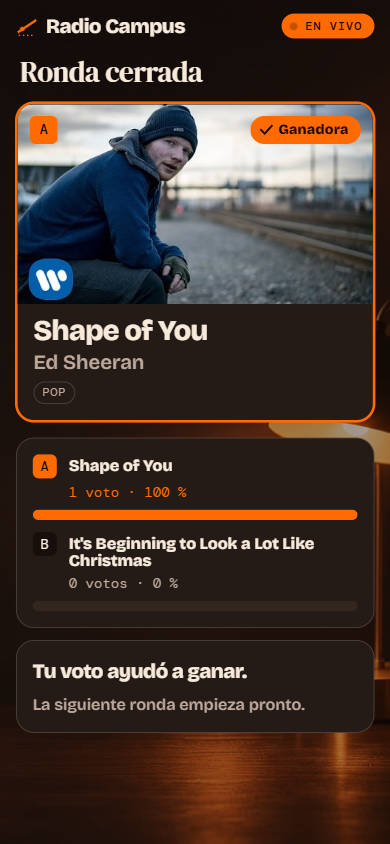 Radio Campus
EN VIVO
Ronda cerrada
A
Ganadora
Shape of You
Ed Sheeran
POP
A
Shape of You
1 voto · 100 %
B
It's Beginning to Look a Lot Like
Christmas
0 votos · 0 %
Tu voto ayudó a ganar.
La siguiente ronda empieza pronto.